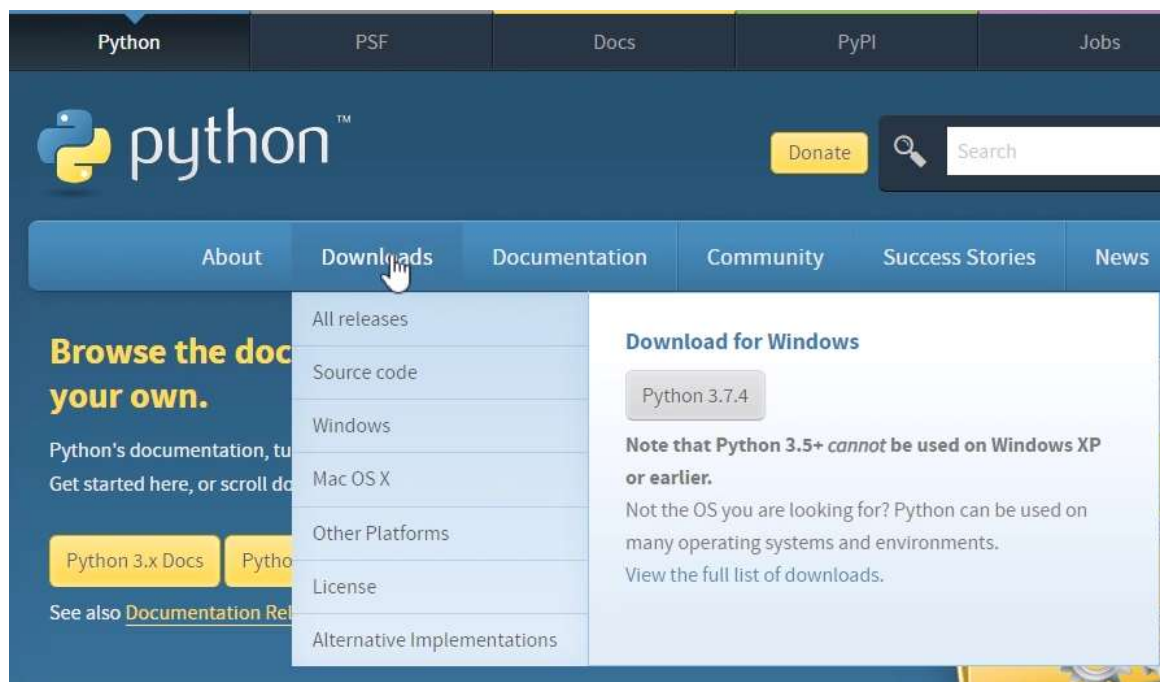 Python PSF Docs PyPI Jobs
python™
Donate Search
About Downloads Documentation Community Success Stories News
All releases
Source code
Windows
Mac OS X
Other Platforms
License
Alternative Implementations
Download for Windows
Python 3.7.4
Note that Python 3.5+ cannot be used on Windows XP
or earlier.
Not the OS you are looking for? Python can be used on
many operating systems and environments.
View the full list of downloads.
Browse the doc
your own.
Python's documentation, tu
Get started here, or scroll do
Python 3.x Docs Pytho
See also Documentation Rel